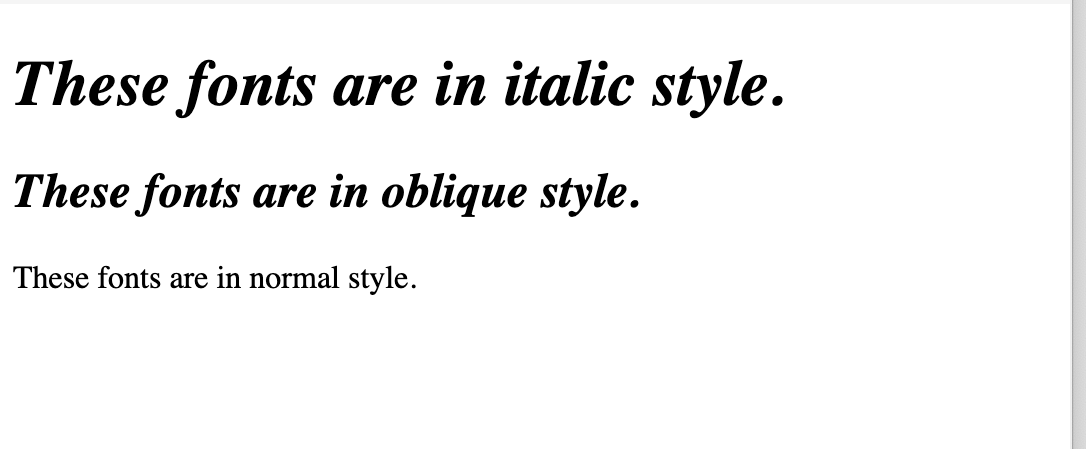 These fonts are in italic style.
These fonts are in oblique style.
These fonts are in normal style.